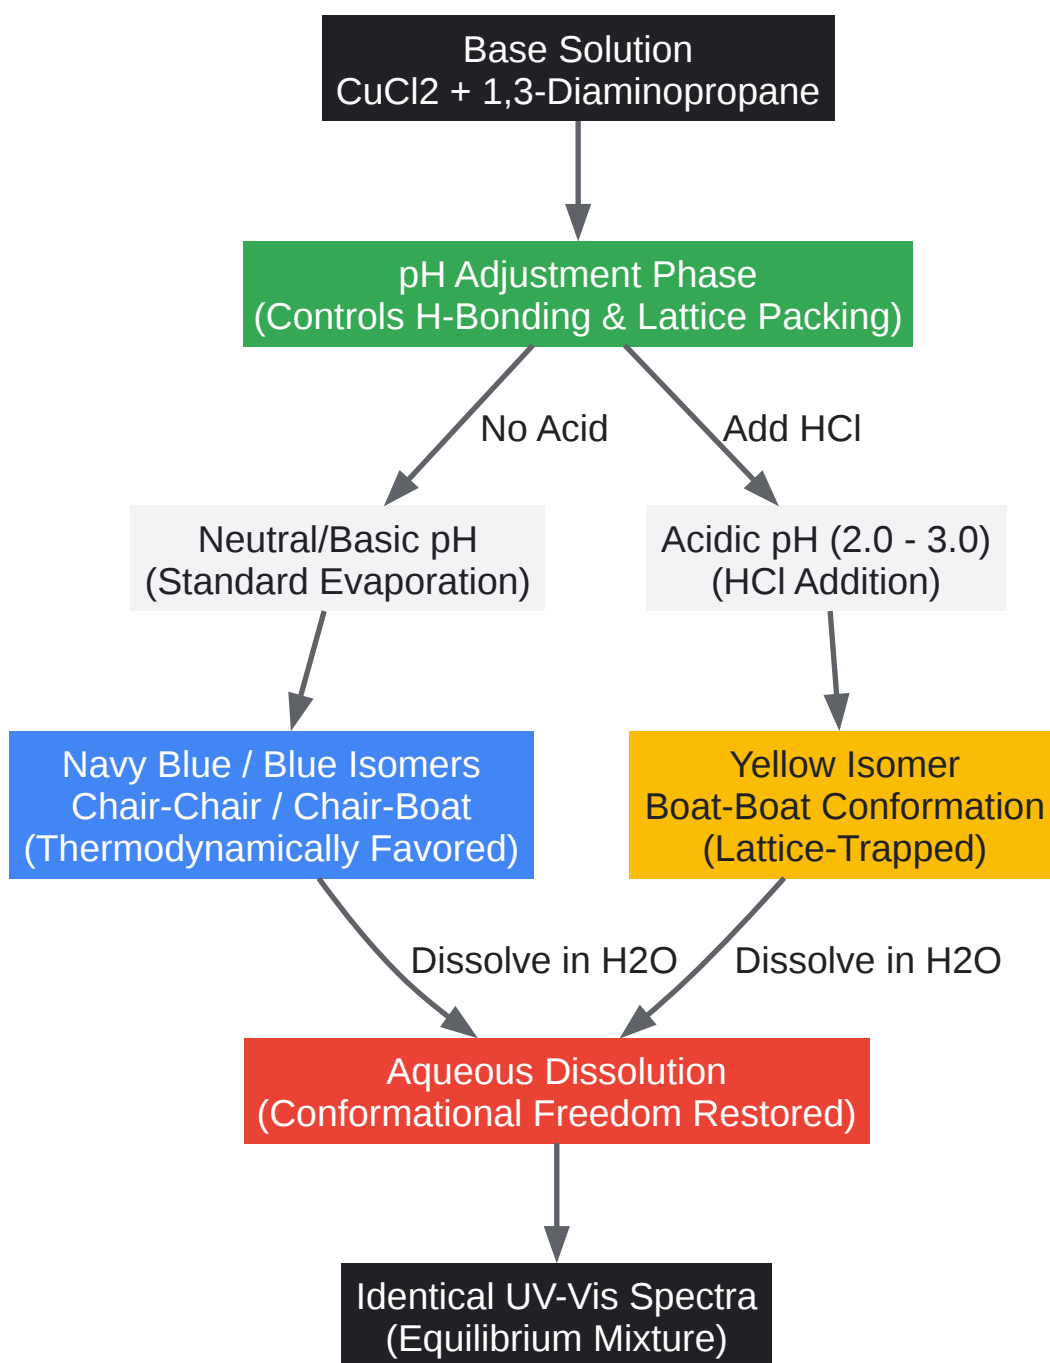 Base Solution
CuCl2 + 1,3-Diaminopropane
pH Adjustment Phase
(Controls H-Bonding & Lattice Packing)
No Acid
Add HCl
Neutral/Basic pH
(Standard Evaporation)
Acidic pH (2.0 - 3.0)
(HCl Addition)
Navy Blue / Blue Isomers
Chair-Chair / Chair-Boat
(Thermodynamically Favored)
Yellow Isomer
Boat-Boat Conformation
(Lattice-Trapped)
Dissolve in H2O
Dissolve in H2O
Aqueous Dissolution
(Conformational Freedom Restored)
Identical UV-Vis Spectra
(Equilibrium Mixture)